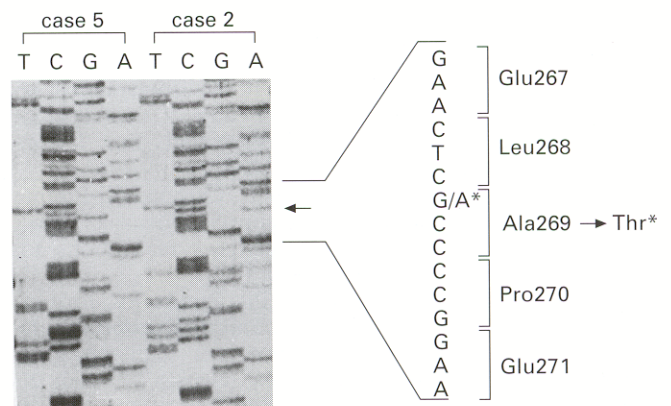 case 5 case 2
T C G A T C G A
G
A
A
Glu267
C
T
C
Leu268
G/A*
C
C
Ala269 → Thr*
C
C
C
Pro270
G
G
A
A
Glu271